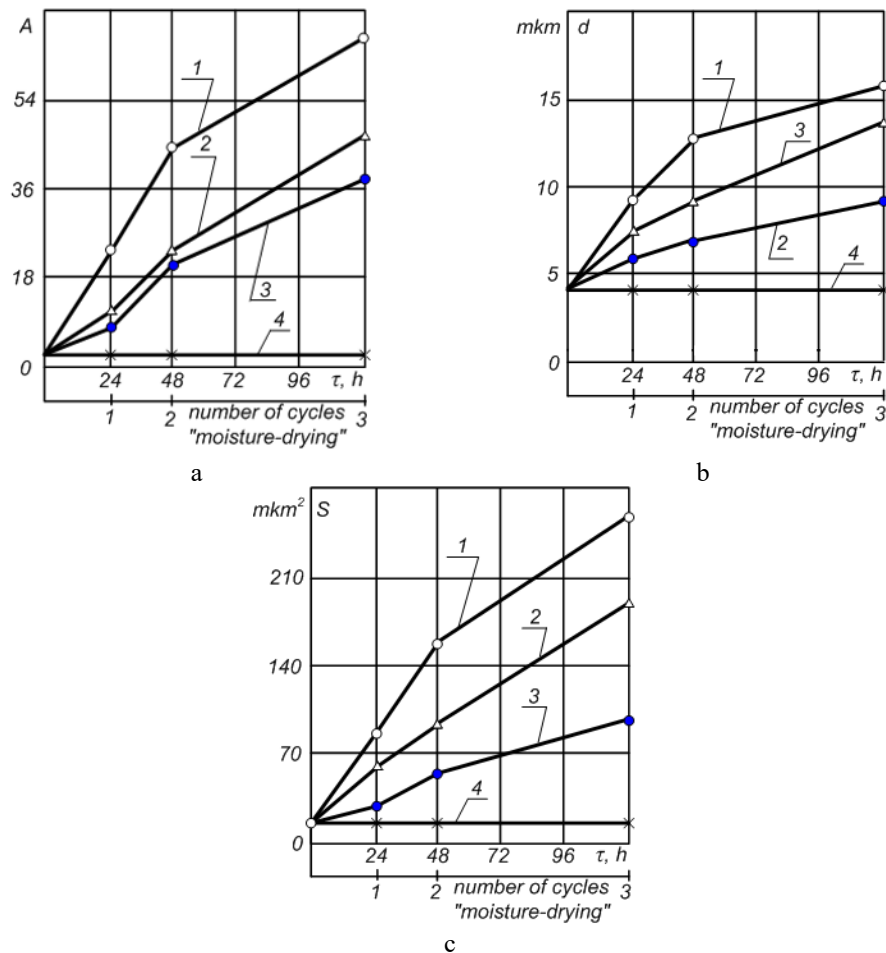 A
54
36
18
0
1
2
3
4
24 48 72 96 τ, h
1 2 number of cycles 3
"moisture-drying"
a
mkm d
15
10
5
0
1
3
2
4
24 48 72 96 τ, h
1 2 number of cycles 3
"moisture-drying"
b
mkm² S
210
140
70
0
1
2
3
4
24 48 72 96 τ, h
1 2 number of cycles 3
"moisture-drying"
c